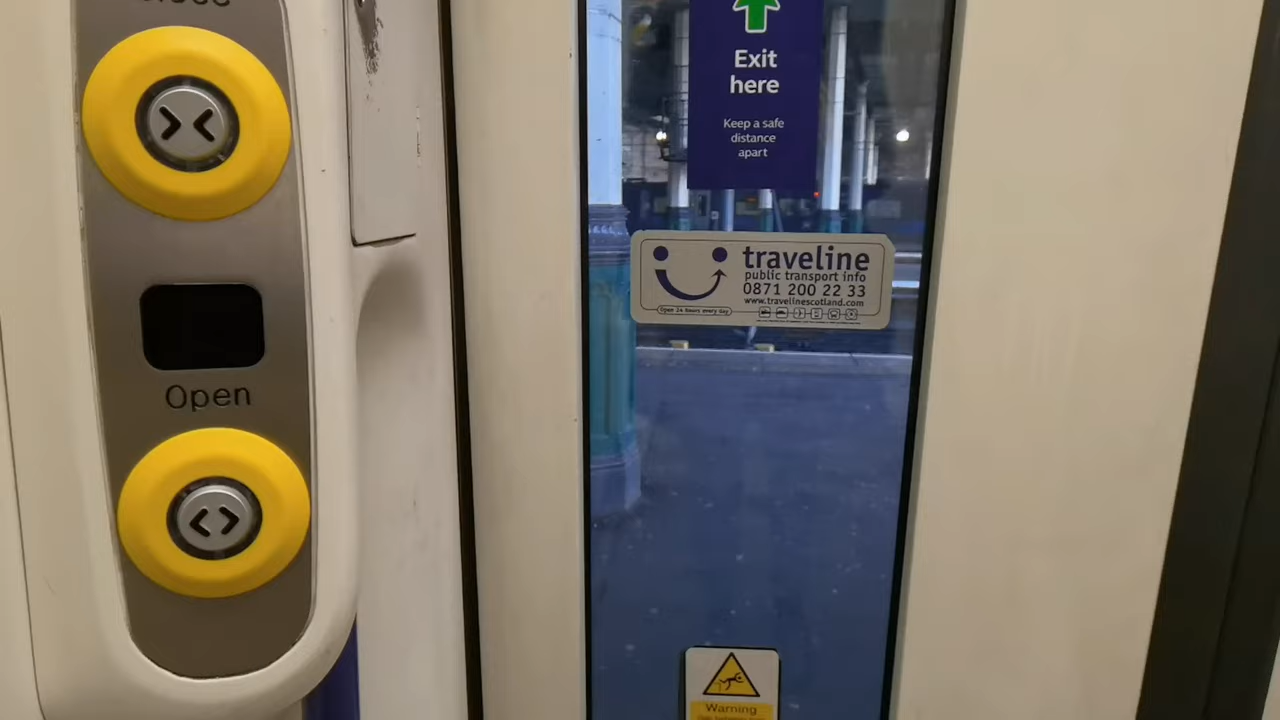 Open
Exit
here
Keep a safe
distance
apart
traveline
public transport info
0871 200 22 33
www.travelinescotland.com
Open 24 hours every day
Warning